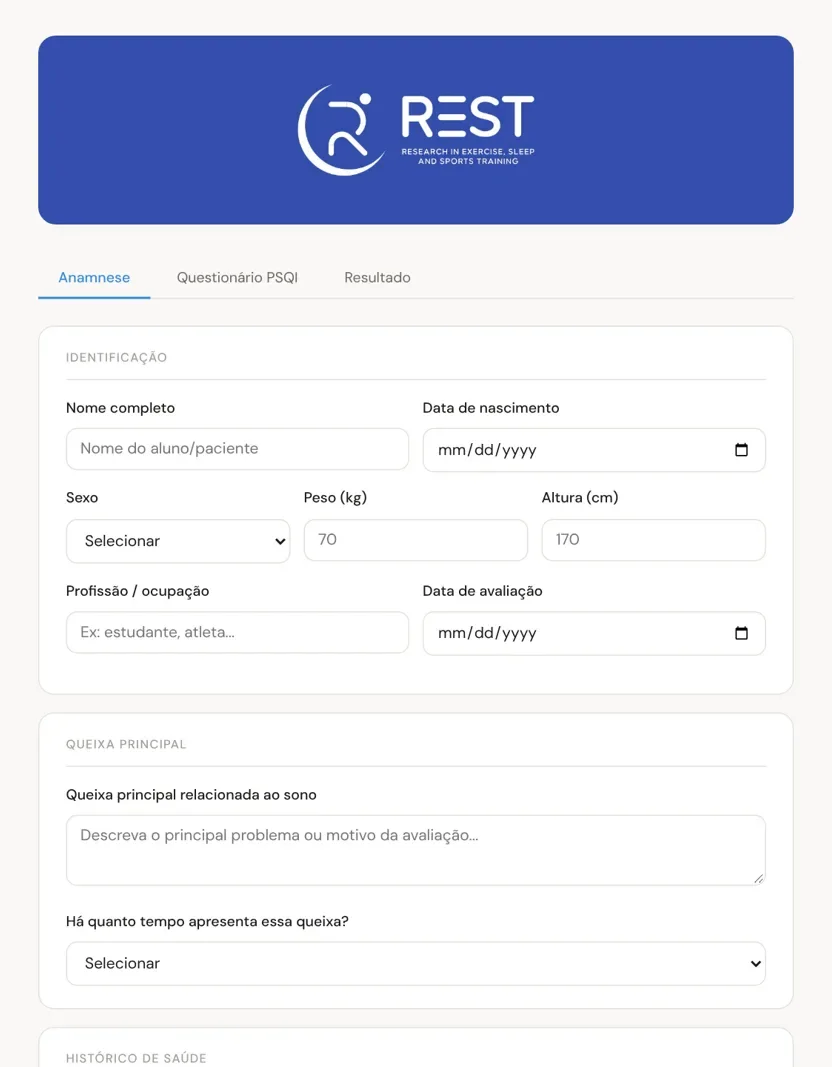 REST
RESEARCH IN EXERCISE, SLEEP
AND SPORTS TRAINING
Anamnese
Questionário PSQI
Resultado
IDENTIFICAÇÃO
Nome completo
Data de nascimento
Nome do aluno/paciente
mm/dd/yyyy
Sexo
Peso (kg)
Altura (cm)
Selecionar
70
170
Profissão / ocupação
Data de avaliação
Ex: estudante, atleta...
mm/dd/yyyy
QUEIXA PRINCIPAL
Queixa principal relacionada ao sono
Descreva o principal problema ou motivo da avaliação...
Há quanto tempo apresenta essa queixa?
Selecionar
HISTÓRICO DE SAÚDE